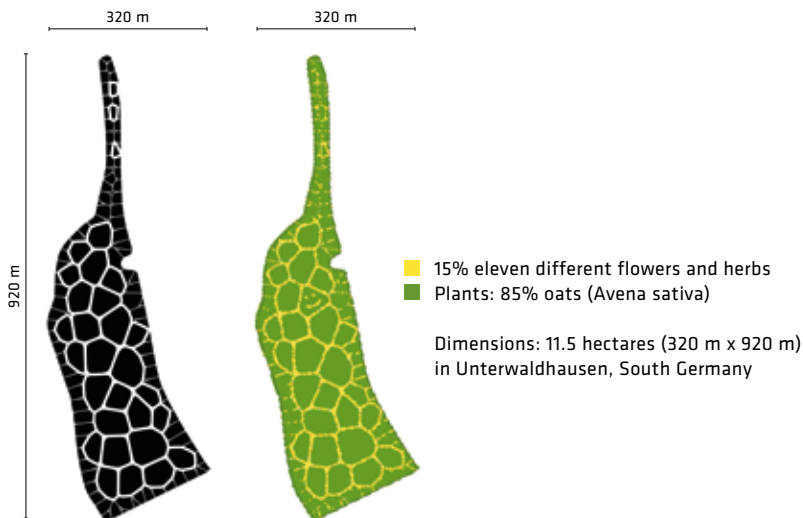 320 m
320 m
920 m
15% eleven different flowers and herbs
Plants: 85% oats (Avena sativa)
Dimensions: 11.5 hectares (320 m x 920 m)
in Unterwaldhausen, South Germany